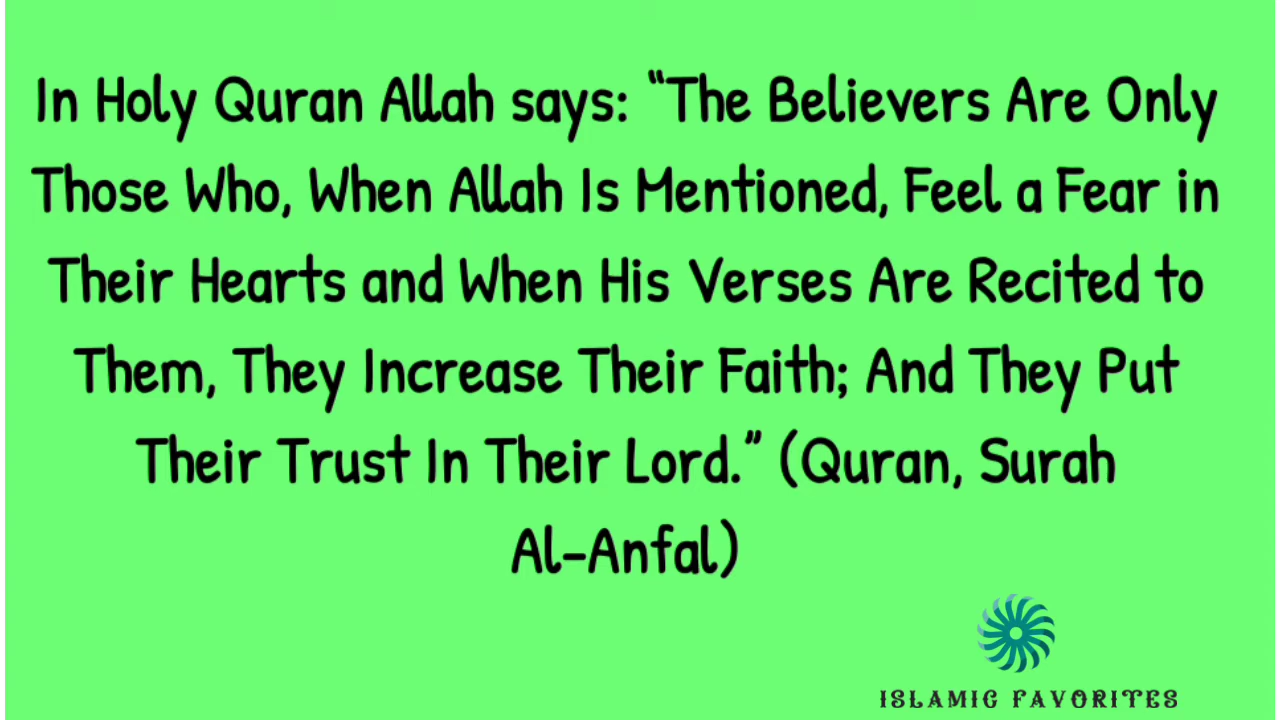 In Holy Quran Allah says: "The Believers Are Only
Those Who, When Allah Is Mentioned, Feel a Fear in
Their Hearts and When His Verses Are Recited to
Them, They Increase Their Faith; And They Put
Their Trust In Their Lord." (Quran, Surah
Al-Anfal)
ISLAMIC FAVORITES